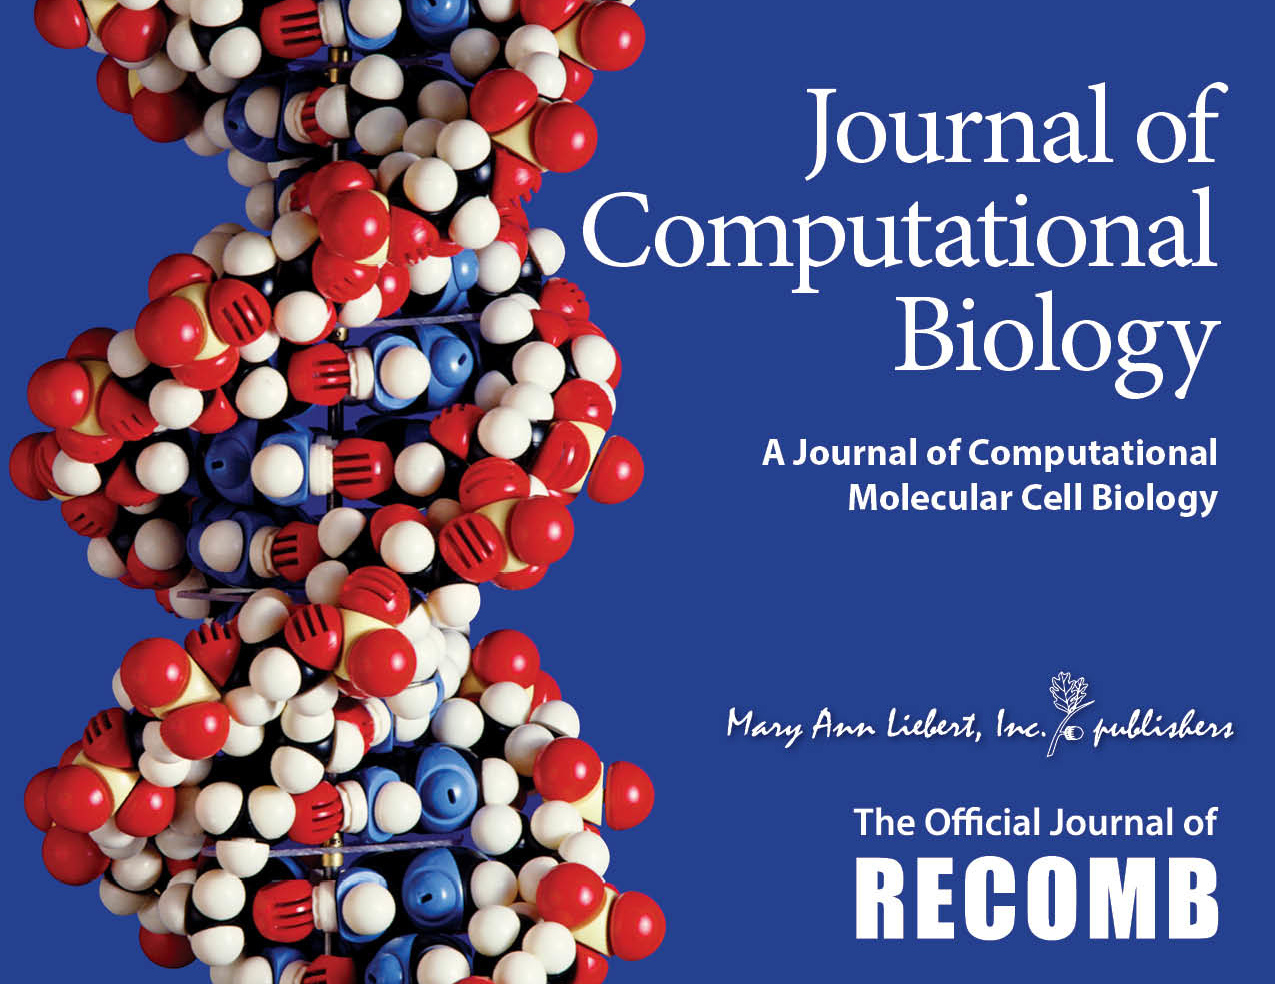 Journal of
Computational
Biology
A Journal of Computational
Molecular Cell Biology
Mary Ann Liebert, Inc. publishers
The Official Journal of
RECOMB